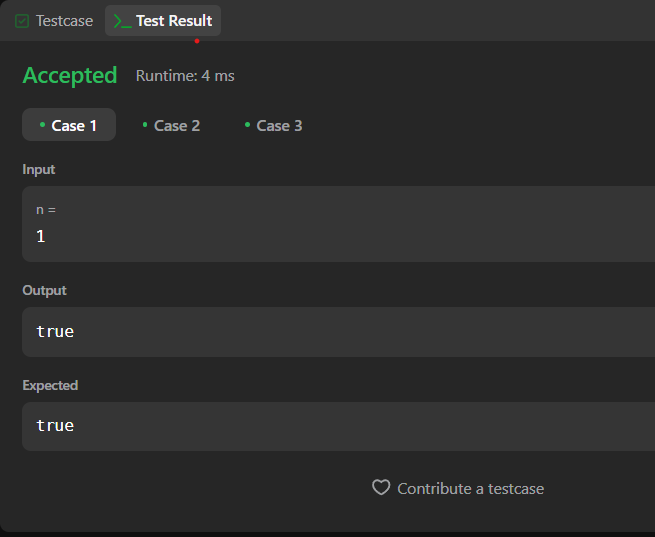 Testcase Test Result
Accepted Runtime: 4 ms
Case 1 Case 2 Case 3
Input
n =
1
Output
true
Expected
true
Contribute a testcase